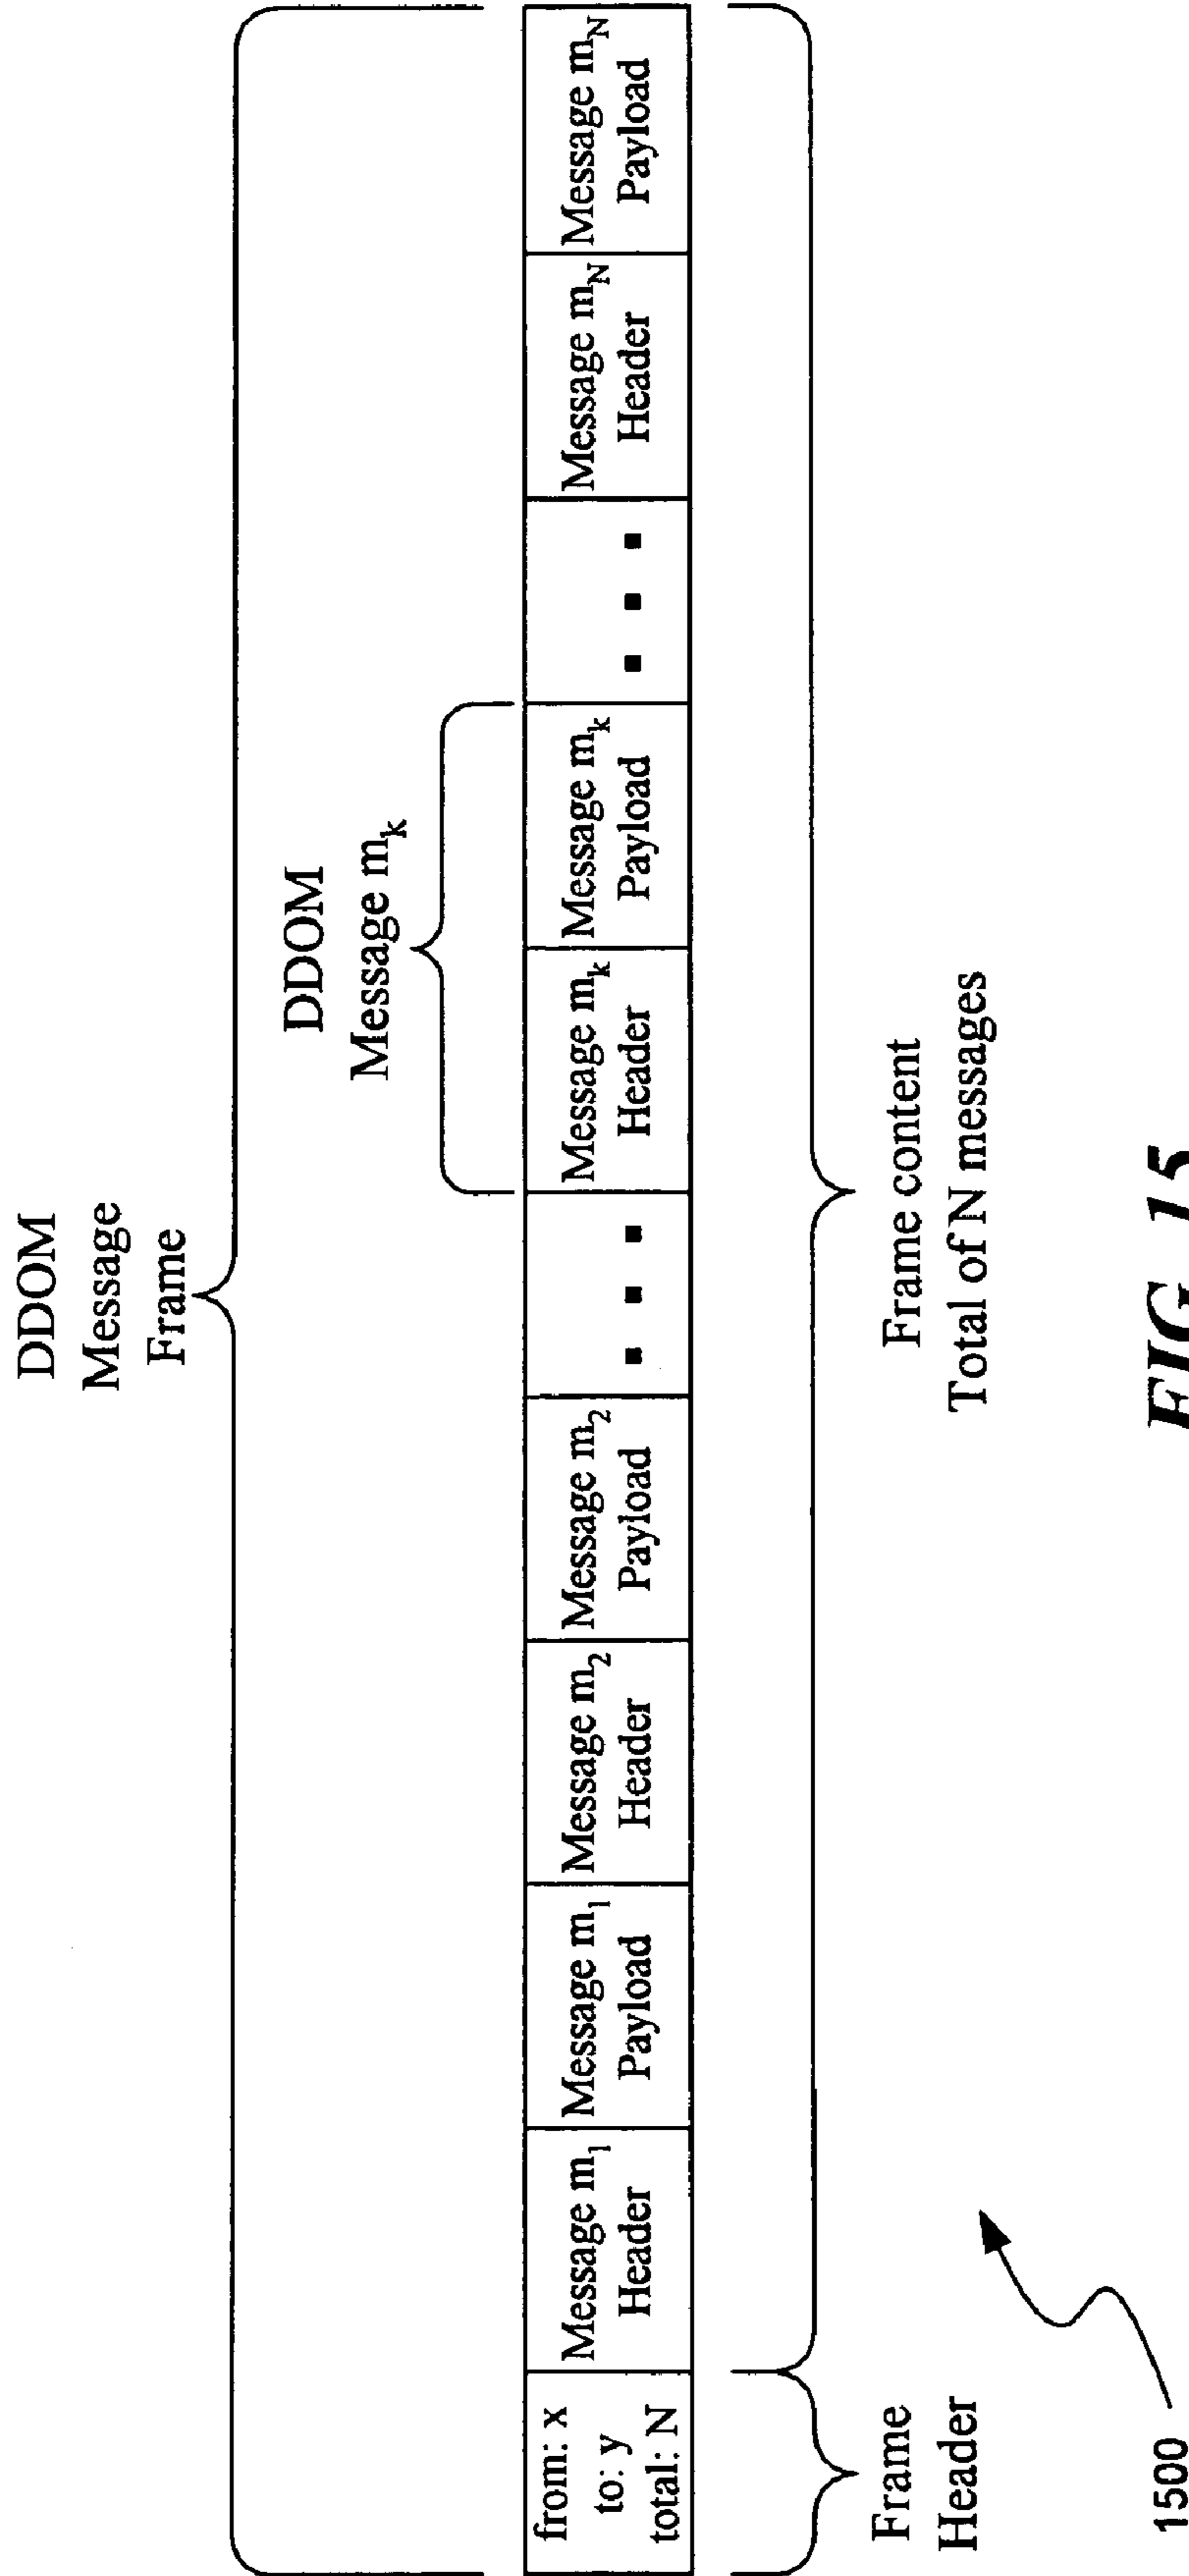 DDOM
Message
Frame
DDOM
Message mk
from: x
to: y
total: N
Message m1
Header
Message m1
Payload
Message m2
Header
Message m2
Payload
...
Message mk
Header
Message mk
Payload
...
Message mN
Header
Message mN
Payload
Frame
Header
Frame content
Total of N messages
1500
FIG. 15